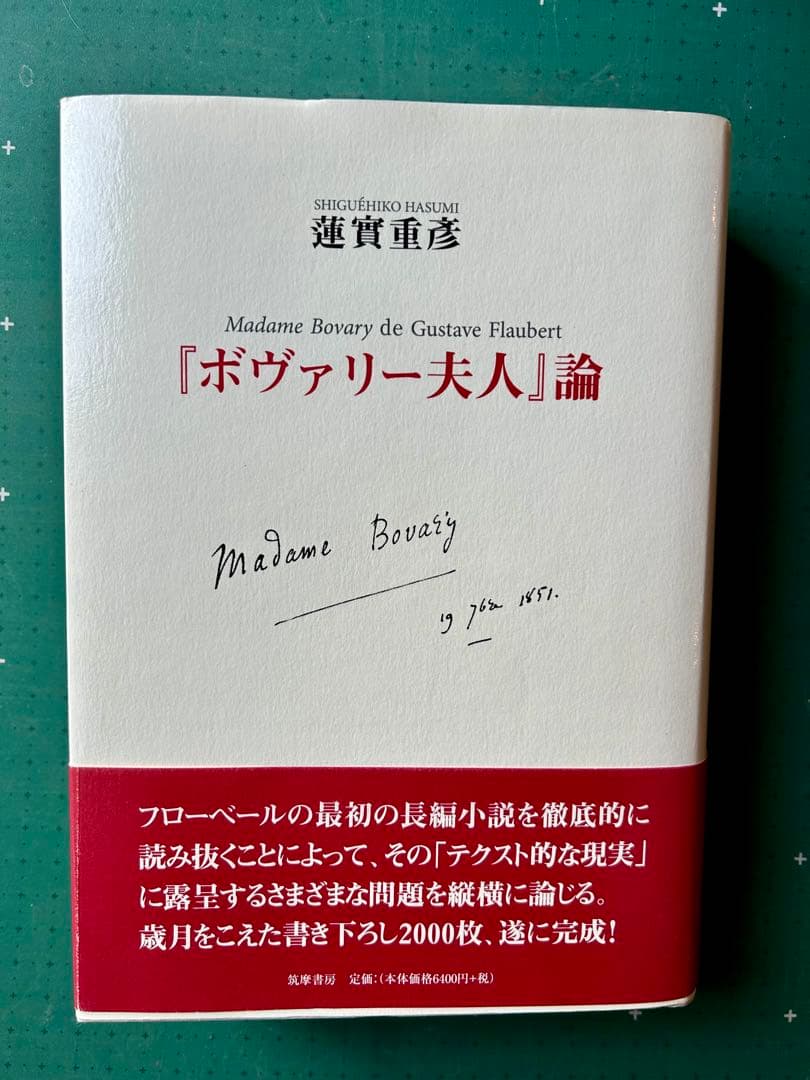 SHIGUÉHIKO HASUMI
蓮實重彥
Madame Bovary de Gustave Flaubert
『ボヴァリー夫人』論
Madame Bovary
19 7bre 1851.
フローベールの最初の長編小説を徹底的に
読み抜くことによって、その「テクスト的な現実」
に露呈するさまざまな問題を縦横に論じる。
歳月をこえた書き下ろし2000枚、遂に完成!
筑摩書房 定価:(本体価格6400円+税)